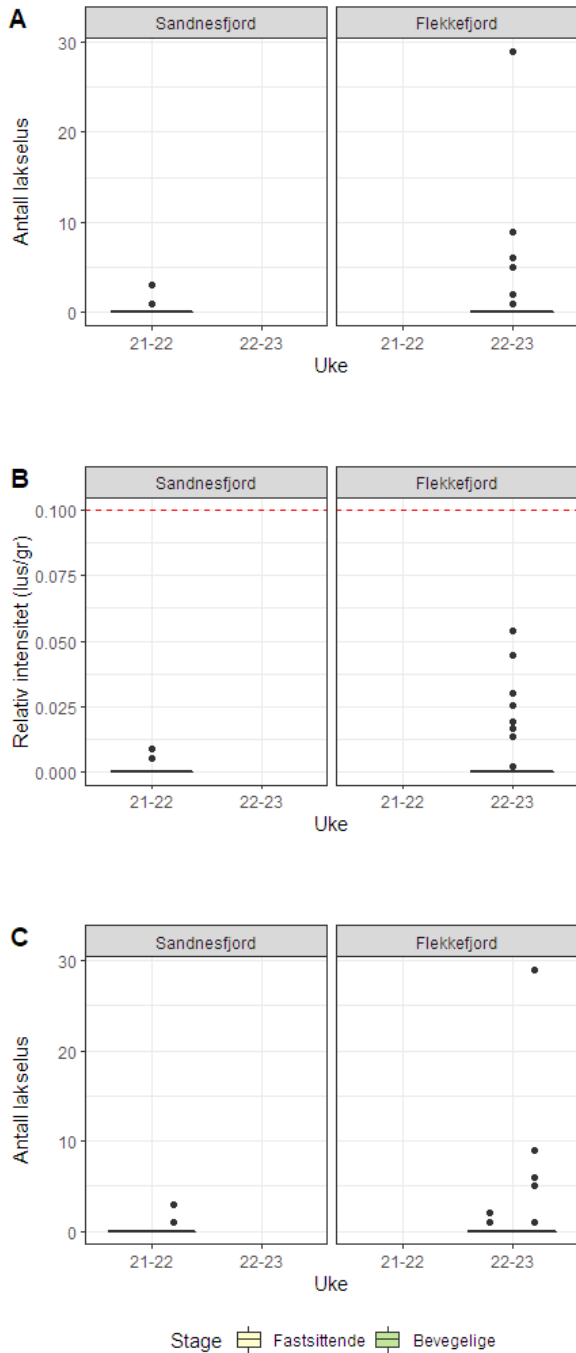 A
Sandnesfjord Flekkefjord
Antall lakselus
30
20
10
0
21-22 22-23 21-22 22-23
Uke
B
Sandnesfjord Flekkefjord
Relativ intensitet (lus/gr)
0.100
0.075
0.050
0.025
0.000
21-22 22-23 21-22 22-23
Uke
C
Sandnesfjord Flekkefjord
Antall lakselus
30
20
10
0
21-22 22-23 21-22 22-23
Uke
Stage Fastsittende Bevegelige